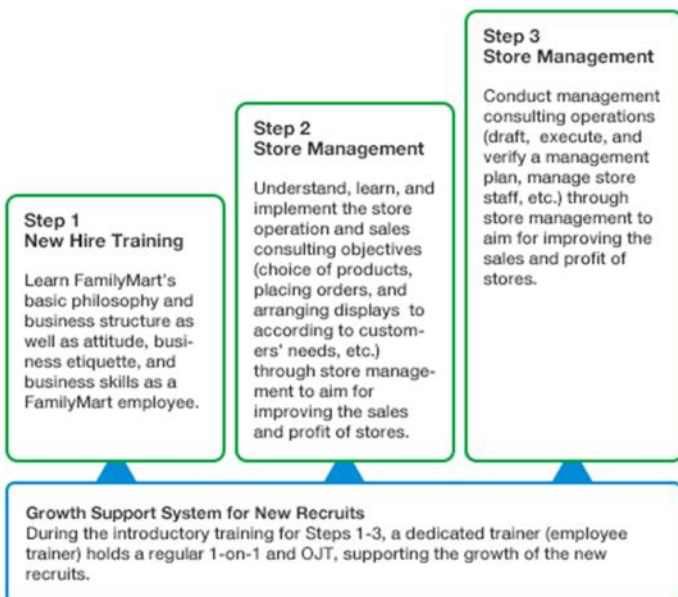 Step 1
New Hire Training
Learn FamilyMart's
basic philosophy and
business structure as
well as attitude, busi-
ness etiquette, and
business skills as a
FamilyMart employee.
Step 2
Store Management
Understand, learn, and
implement the store
operation and sales
consulting objectives
(choice of products,
placing orders, and
arranging displays to
according to custom-
ers' needs, etc.)
through store manage-
ment to aim for
improving the sales
and profit of stores.
Step 3
Store Management
Conduct management
consulting operations
(draft, execute, and
verify a management
plan, manage store
staff, etc.) through
store management to
aim for improving the
sales and profit of
stores.
Growth Support System for New Recruits
During the introductory training for Steps 1-3, a dedicated trainer (employee
trainer) holds a regular 1-on-1 and OJT, supporting the growth of the new
recruits.